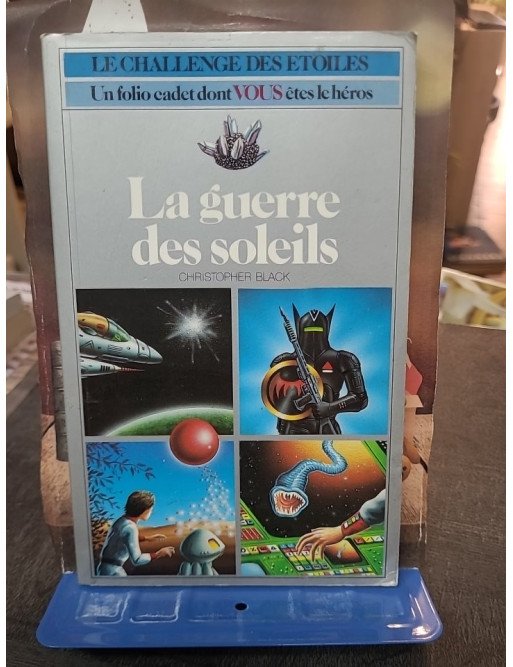 LE CHALLENGE DES ETOILES
Un folio cadet dont VOUS êtes le héros
La guerre
des soleils
CHRISTOPHER BLACK